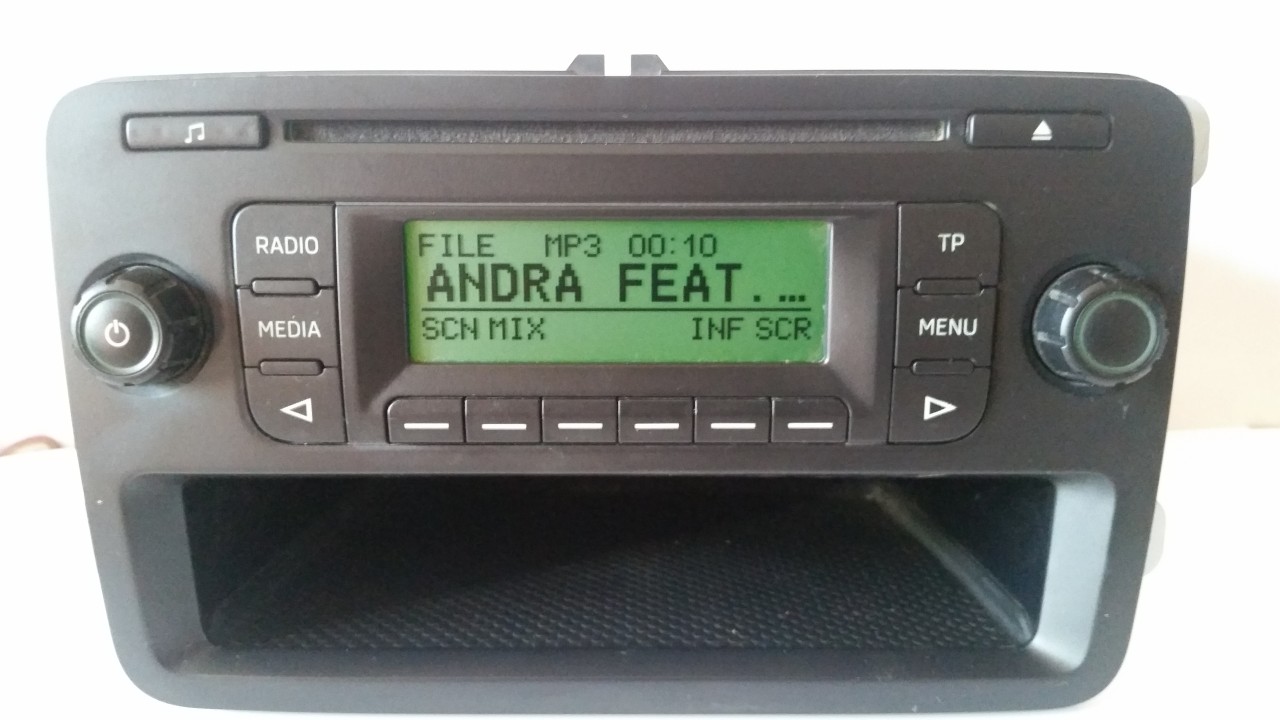 RADIO
MEDIA
FILE MP3 00:10
ANDRA FEAT....
SCN MIX INF SCR
TP
MENU